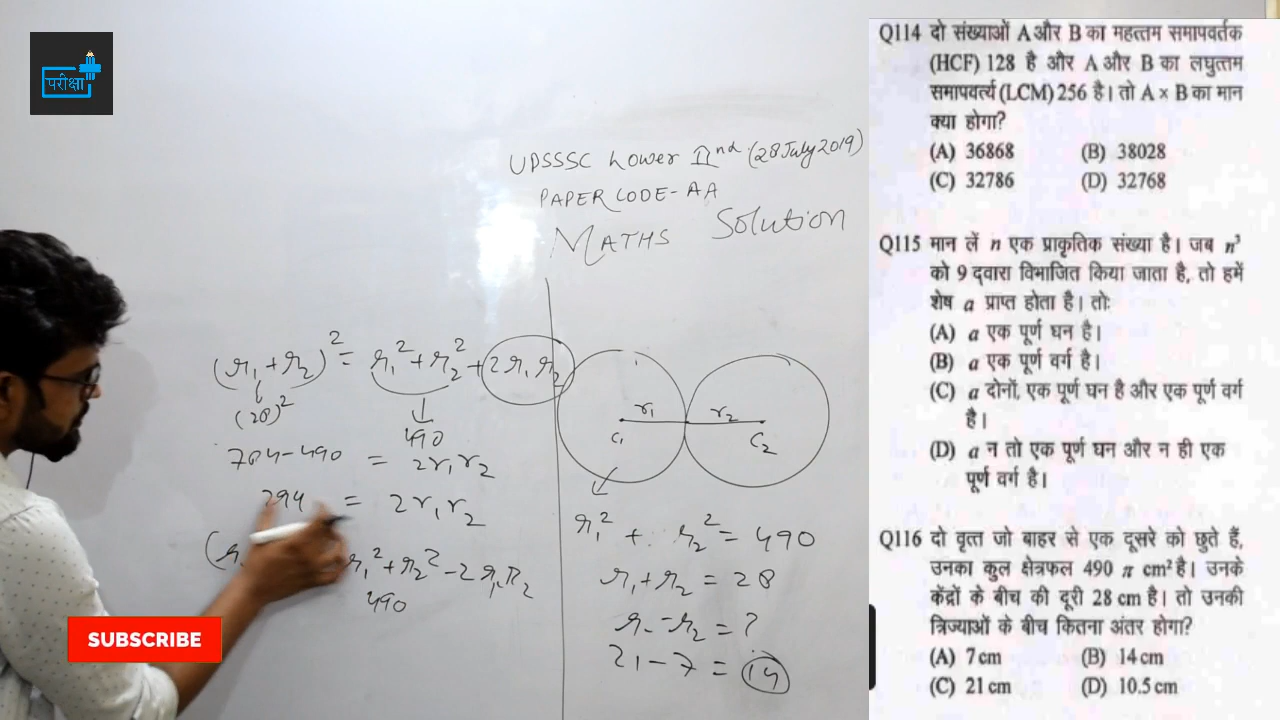 परीक्षा
UPSSSC Lower IInd (28 July 2019)
PAPER CODE-AA
MATHS Solution
(r₁+r₂)² = r₁²+r₂²+2r₁r₂
(28)²
490
784-490 = 2r₁r₂
294 = 2r₁r₂
r₁²+r₂²-2r₁r₂
490
r₁ r₂
C₁ C₂
r₁² + r₂² = 490
r₁+r₂ = 28
r₁-r₂ = ?
21-7 = 14
SUBSCRIBE
Q114 दो संख्याओं A और B का महत्तम समापवर्तक
(HCF) 128 है और A और B का लघुत्तम
समापवर्त्य (LCM) 256 है। तो A × B का मान
क्या होगा?
(A) 36868 (B) 38028
(C) 32786 (D) 32768
Q115 मान लें n एक प्राकृतिक संख्या है। जब n³
को 9 द्वारा विभाजित किया जाता है, तो हमें
शेष a प्राप्त होता है। तो:
(A) a एक पूर्ण घन है।
(B) a एक पूर्ण वर्ग है।
(C) a दोनों, एक पूर्ण घन है और एक पूर्ण वर्ग
है।
(D) a न तो एक पूर्ण घन और न ही एक
पूर्ण वर्ग है।
Q116 दो वृत्त जो बाहर से एक दूसरे को छुते हैं,
उनका कुल क्षेत्रफल 490 π cm² है। उनके
केंद्रों के बीच की दूरी 28 cm है। तो उनकी
त्रिज्याओं के बीच कितना अंतर होगा?
(A) 7 cm (B) 14 cm
(C) 21 cm (D) 10.5 cm